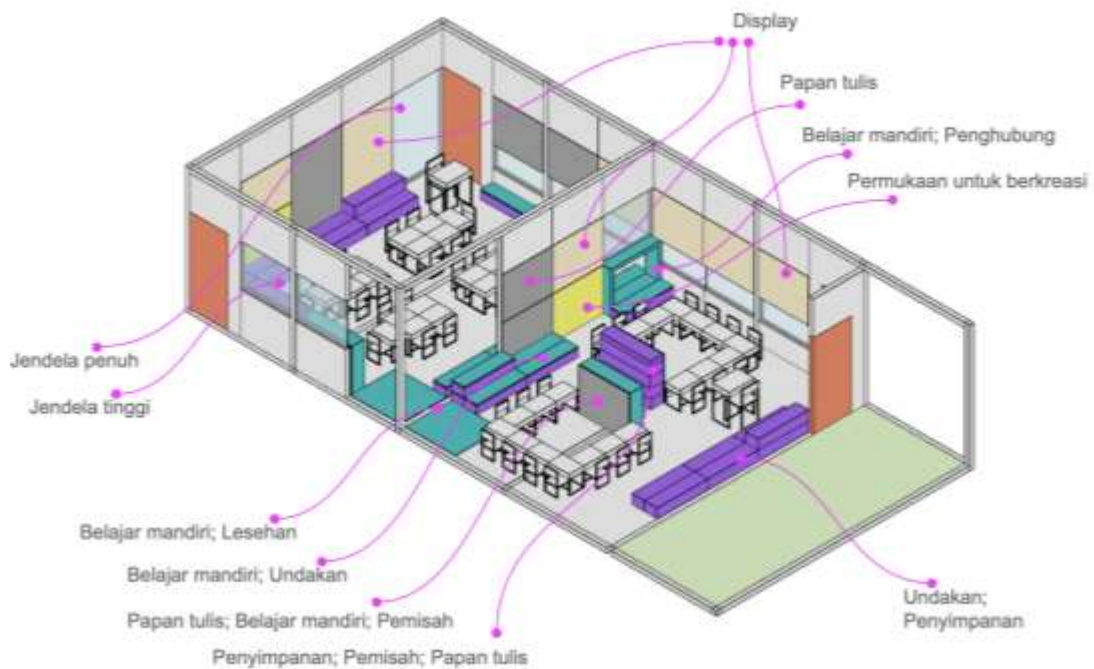 Display
Papan tulis
Belajar mandiri; Penghubung
Permukaan untuk berkreasi
Jendela penuh
Jendela tinggi
Belajar mandiri; Lesehan
Belajar mandiri; Undakan
Papan tulis; Belajar mandiri; Pemisah
Penyimpanan; Pemisah; Papan tulis
Undakan;
Penyimpanan